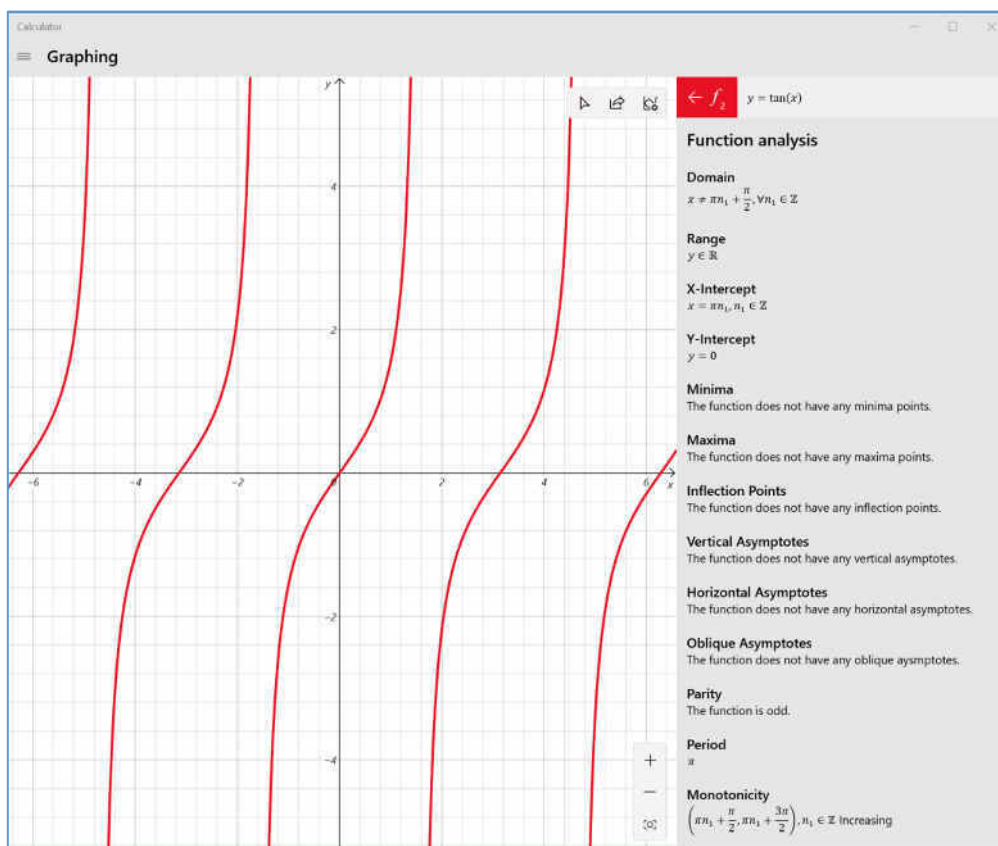 Calculator
Graphing
y
4
2
-6
-4
-2
0
2
4
6
x
-2
-4
← f₂ y = tan(x)
Function analysis
Domain
x ≠ πn₁ + π/2, ∀n₁ ∈ ℤ
Range
y ∈ ℝ
X-Intercept
x = πn₁, n₁ ∈ ℤ
Y-Intercept
y = 0
Minima
The function does not have any minima points.
Maxima
The function does not have any maxima points.
Inflection Points
The function does not have any inflection points.
Vertical Asymptotes
The function does not have any vertical asymptotes.
Horizontal Asymptotes
The function does not have any horizontal asymptotes.
Oblique Asymptotes
The function does not have any oblique aysmptotes.
Parity
The function is odd.
Period
π
Monotonicity
(πn₁ + π/2, πn₁ + 3π/2), n₁ ∈ ℤ Increasing